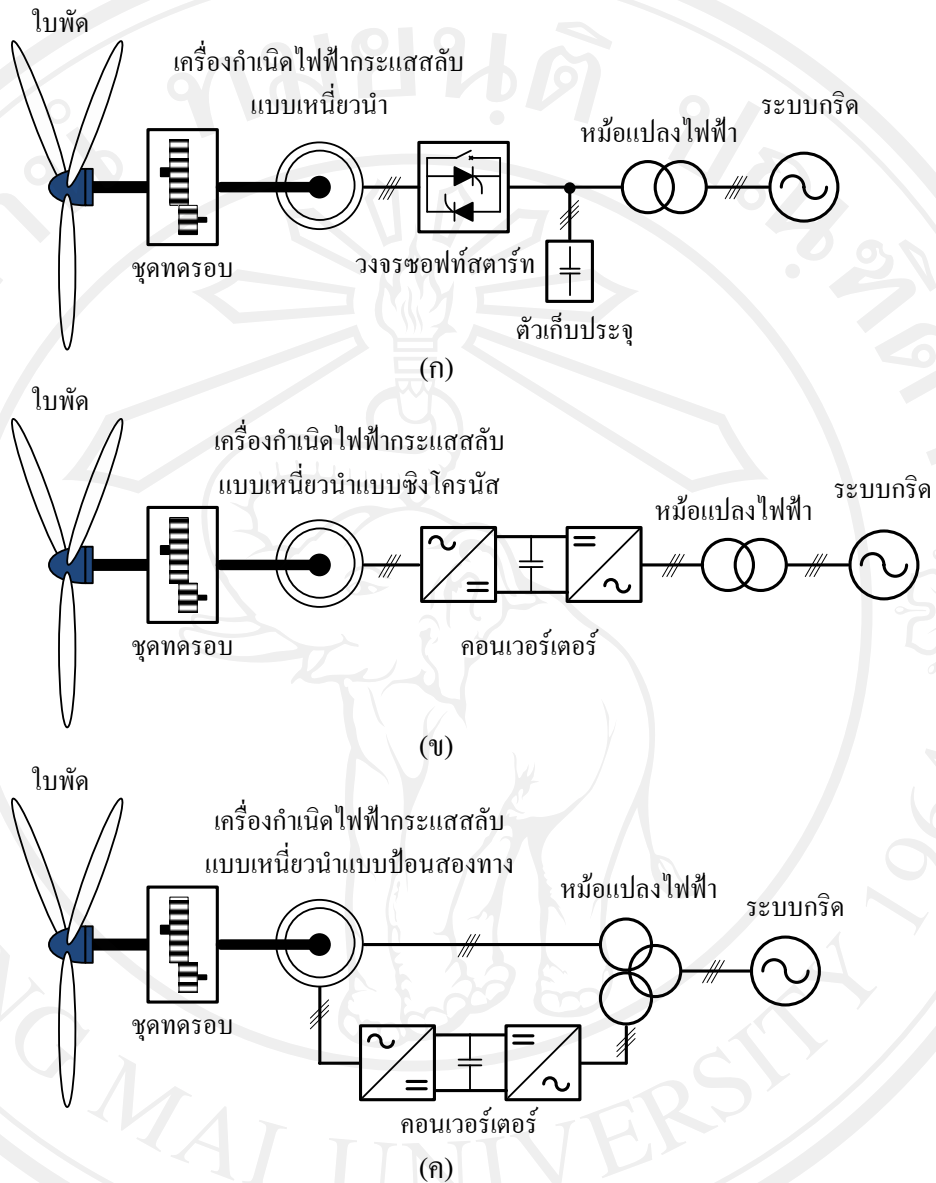 ใบพัด
เครื่องกำเนิดไฟฟ้ากระแสสลับ
แบบเหนี่ยวนำ
หม้อแปลงไฟฟ้า
ระบบกริด
ชุดทดรอบ
วงจรซอฟท์สตาร์ท
ตัวเก็บประจุ
(ก)
ใบพัด
เครื่องกำเนิดไฟฟ้ากระแสสลับ
แบบเหนี่ยวนำแบบซิงโครนัส
หม้อแปลงไฟฟ้า
ระบบกริด
ชุดทดรอบ
คอนเวอร์เตอร์
(ข)
ใบพัด
เครื่องกำเนิดไฟฟ้ากระแสสลับ
แบบเหนี่ยวนำแบบป้อนสองทาง
หม้อแปลงไฟฟ้า
ระบบกริด
ชุดทดรอบ
คอนเวอร์เตอร์
(ค)
MAI UNIVERSITY 1964